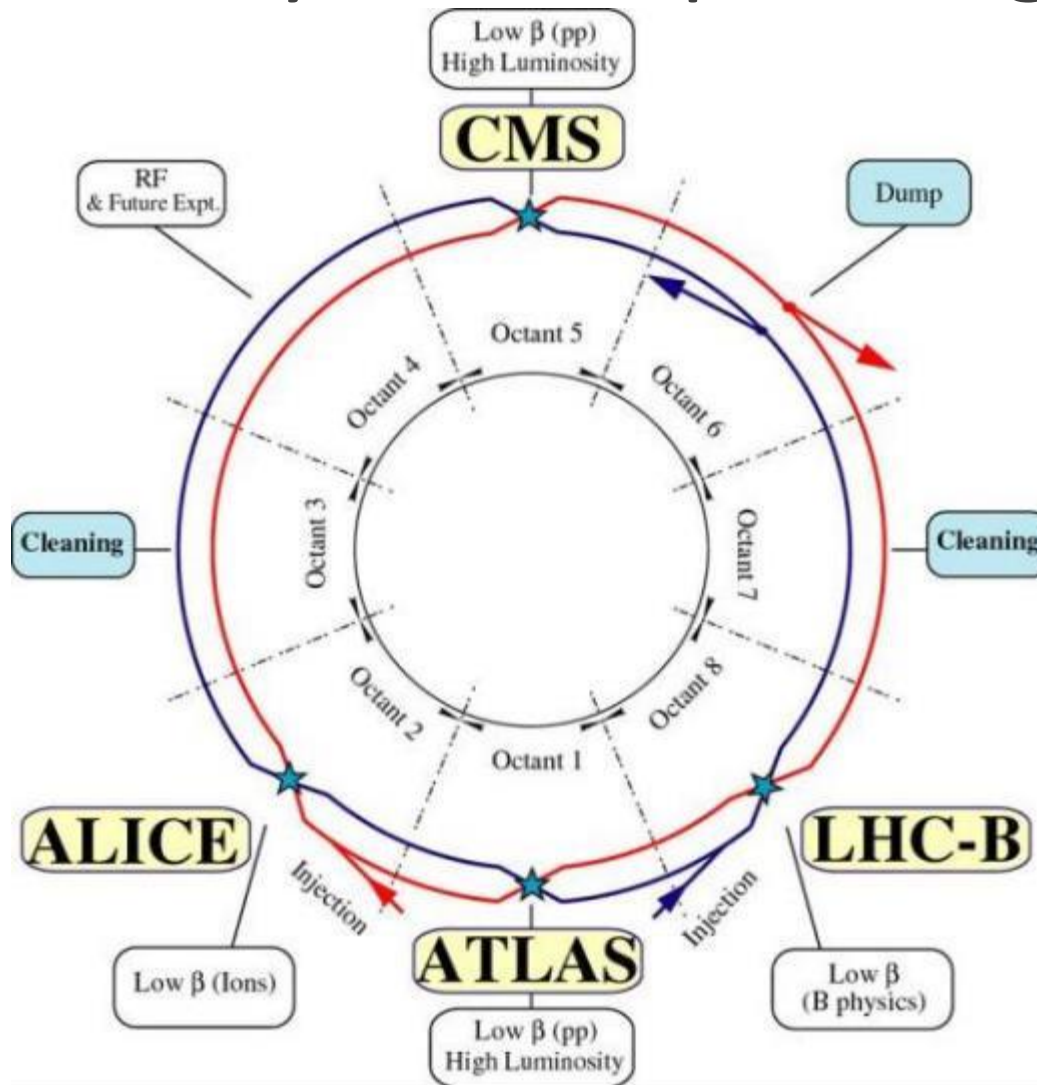 Low β (pp)
High Luminosity
CMS
RF
& Future Expt.
Dump
Octant 5
Octant 4
Octant 6
Cleaning
Octant 3
Octant 7
Cleaning
Octant 2
Octant 8
Octant 1
ALICE
LHC-B
Injection
Injection
ATLAS
Low β (Ions)
Low β
(B physics)
Low β (pp)
High Luminosity